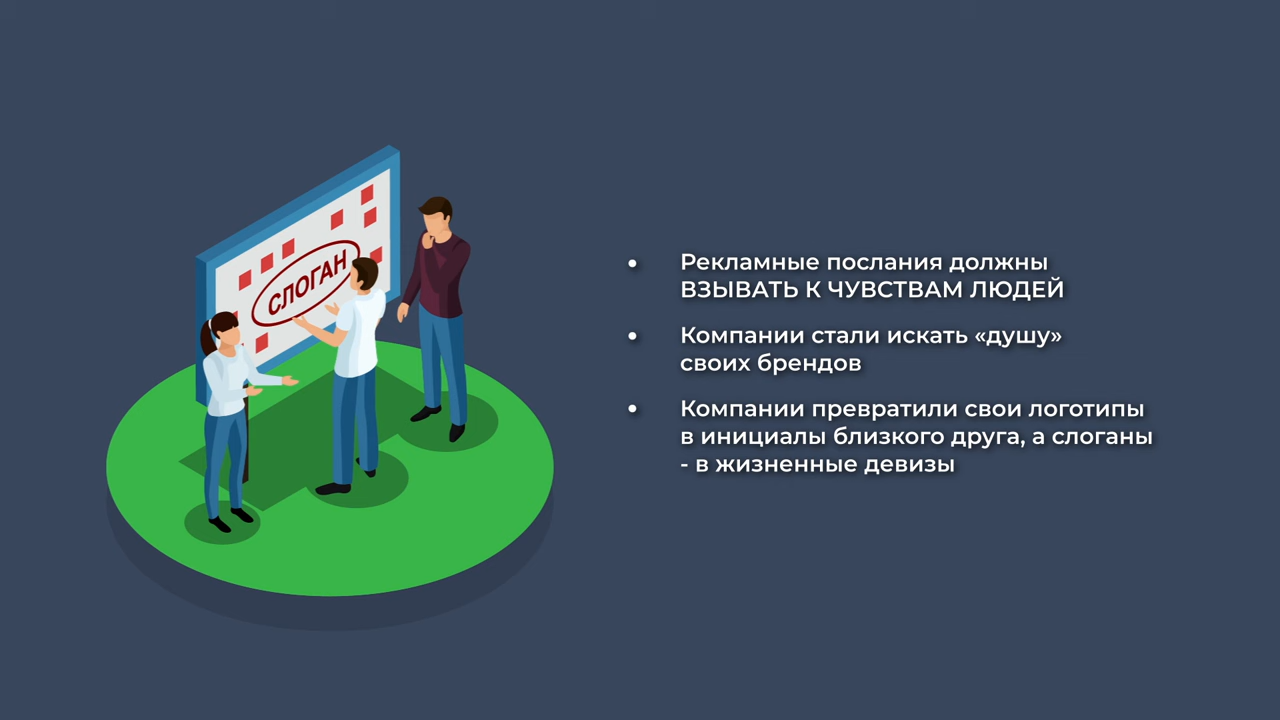 СЛОГАН
• Рекламные послания должны
ВЗЫВАТЬ К ЧУВСТВАМ ЛЮДЕЙ
• Компании стали искать «душу»
своих брендов
• Компании превратили свои логотипы
в инициалы близкого друга, а слоганы
- в жизненные девизы